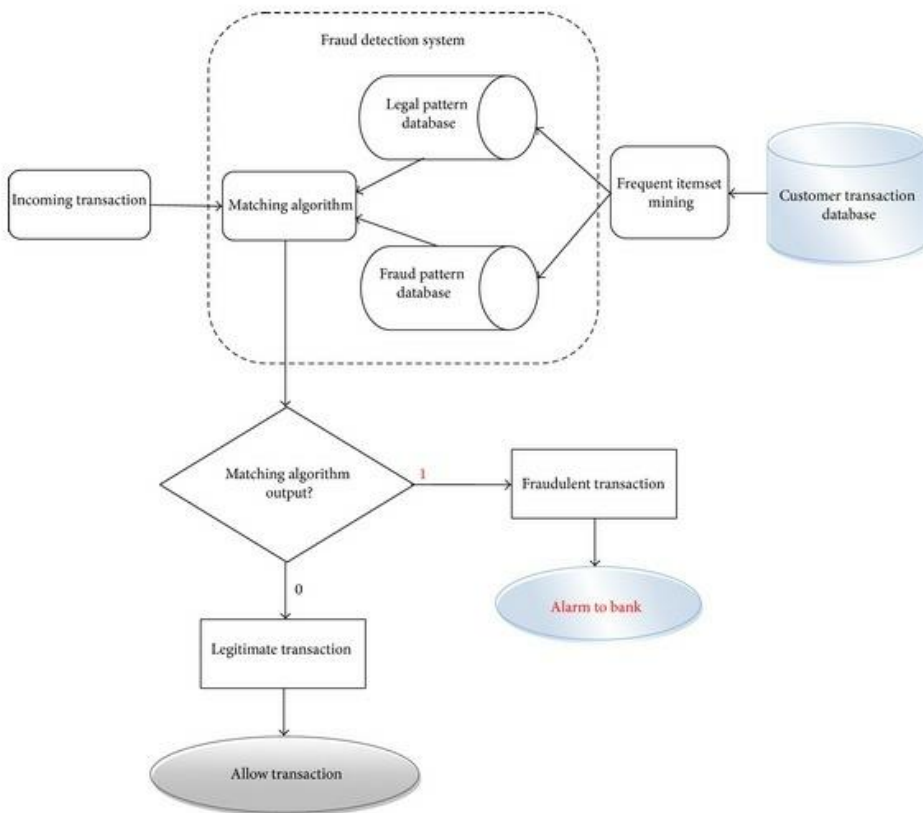 Fraud detection system
Legal pattern
database
Incoming transaction
Matching algorithm
Frequent itemset
mining
Customer transaction
database
Fraud pattern
database
Matching algorithm
output?
1
Fraudulent transaction
0
Alarm to bank
Legitimate transaction
Allow transaction